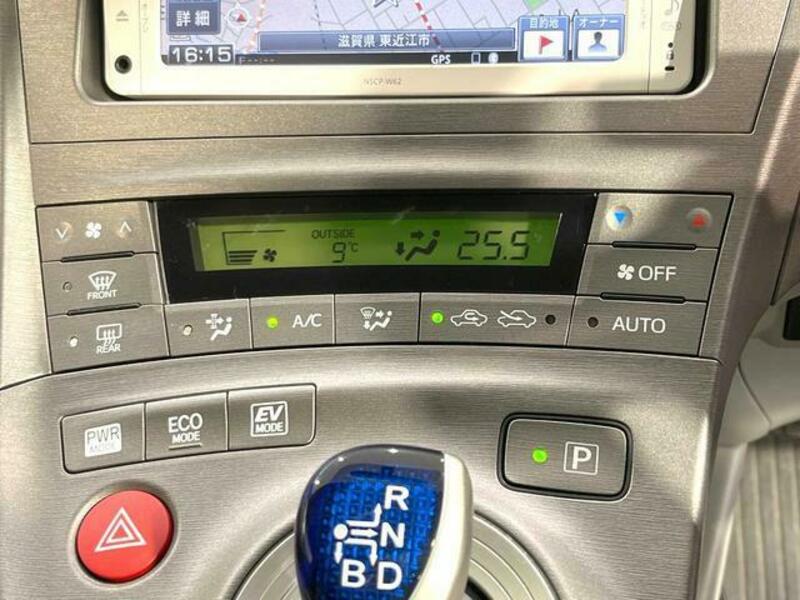 詳細
16:15
滋賀県 東近江市
GPS
目的地
オーナー
NSCP-W62
OUTSIDE
9°C
25.5
FRONT
OFF
REAR
A/C
AUTO
PWR
MODE
ECO
MODE
EV
MODE
P
R
N
B D